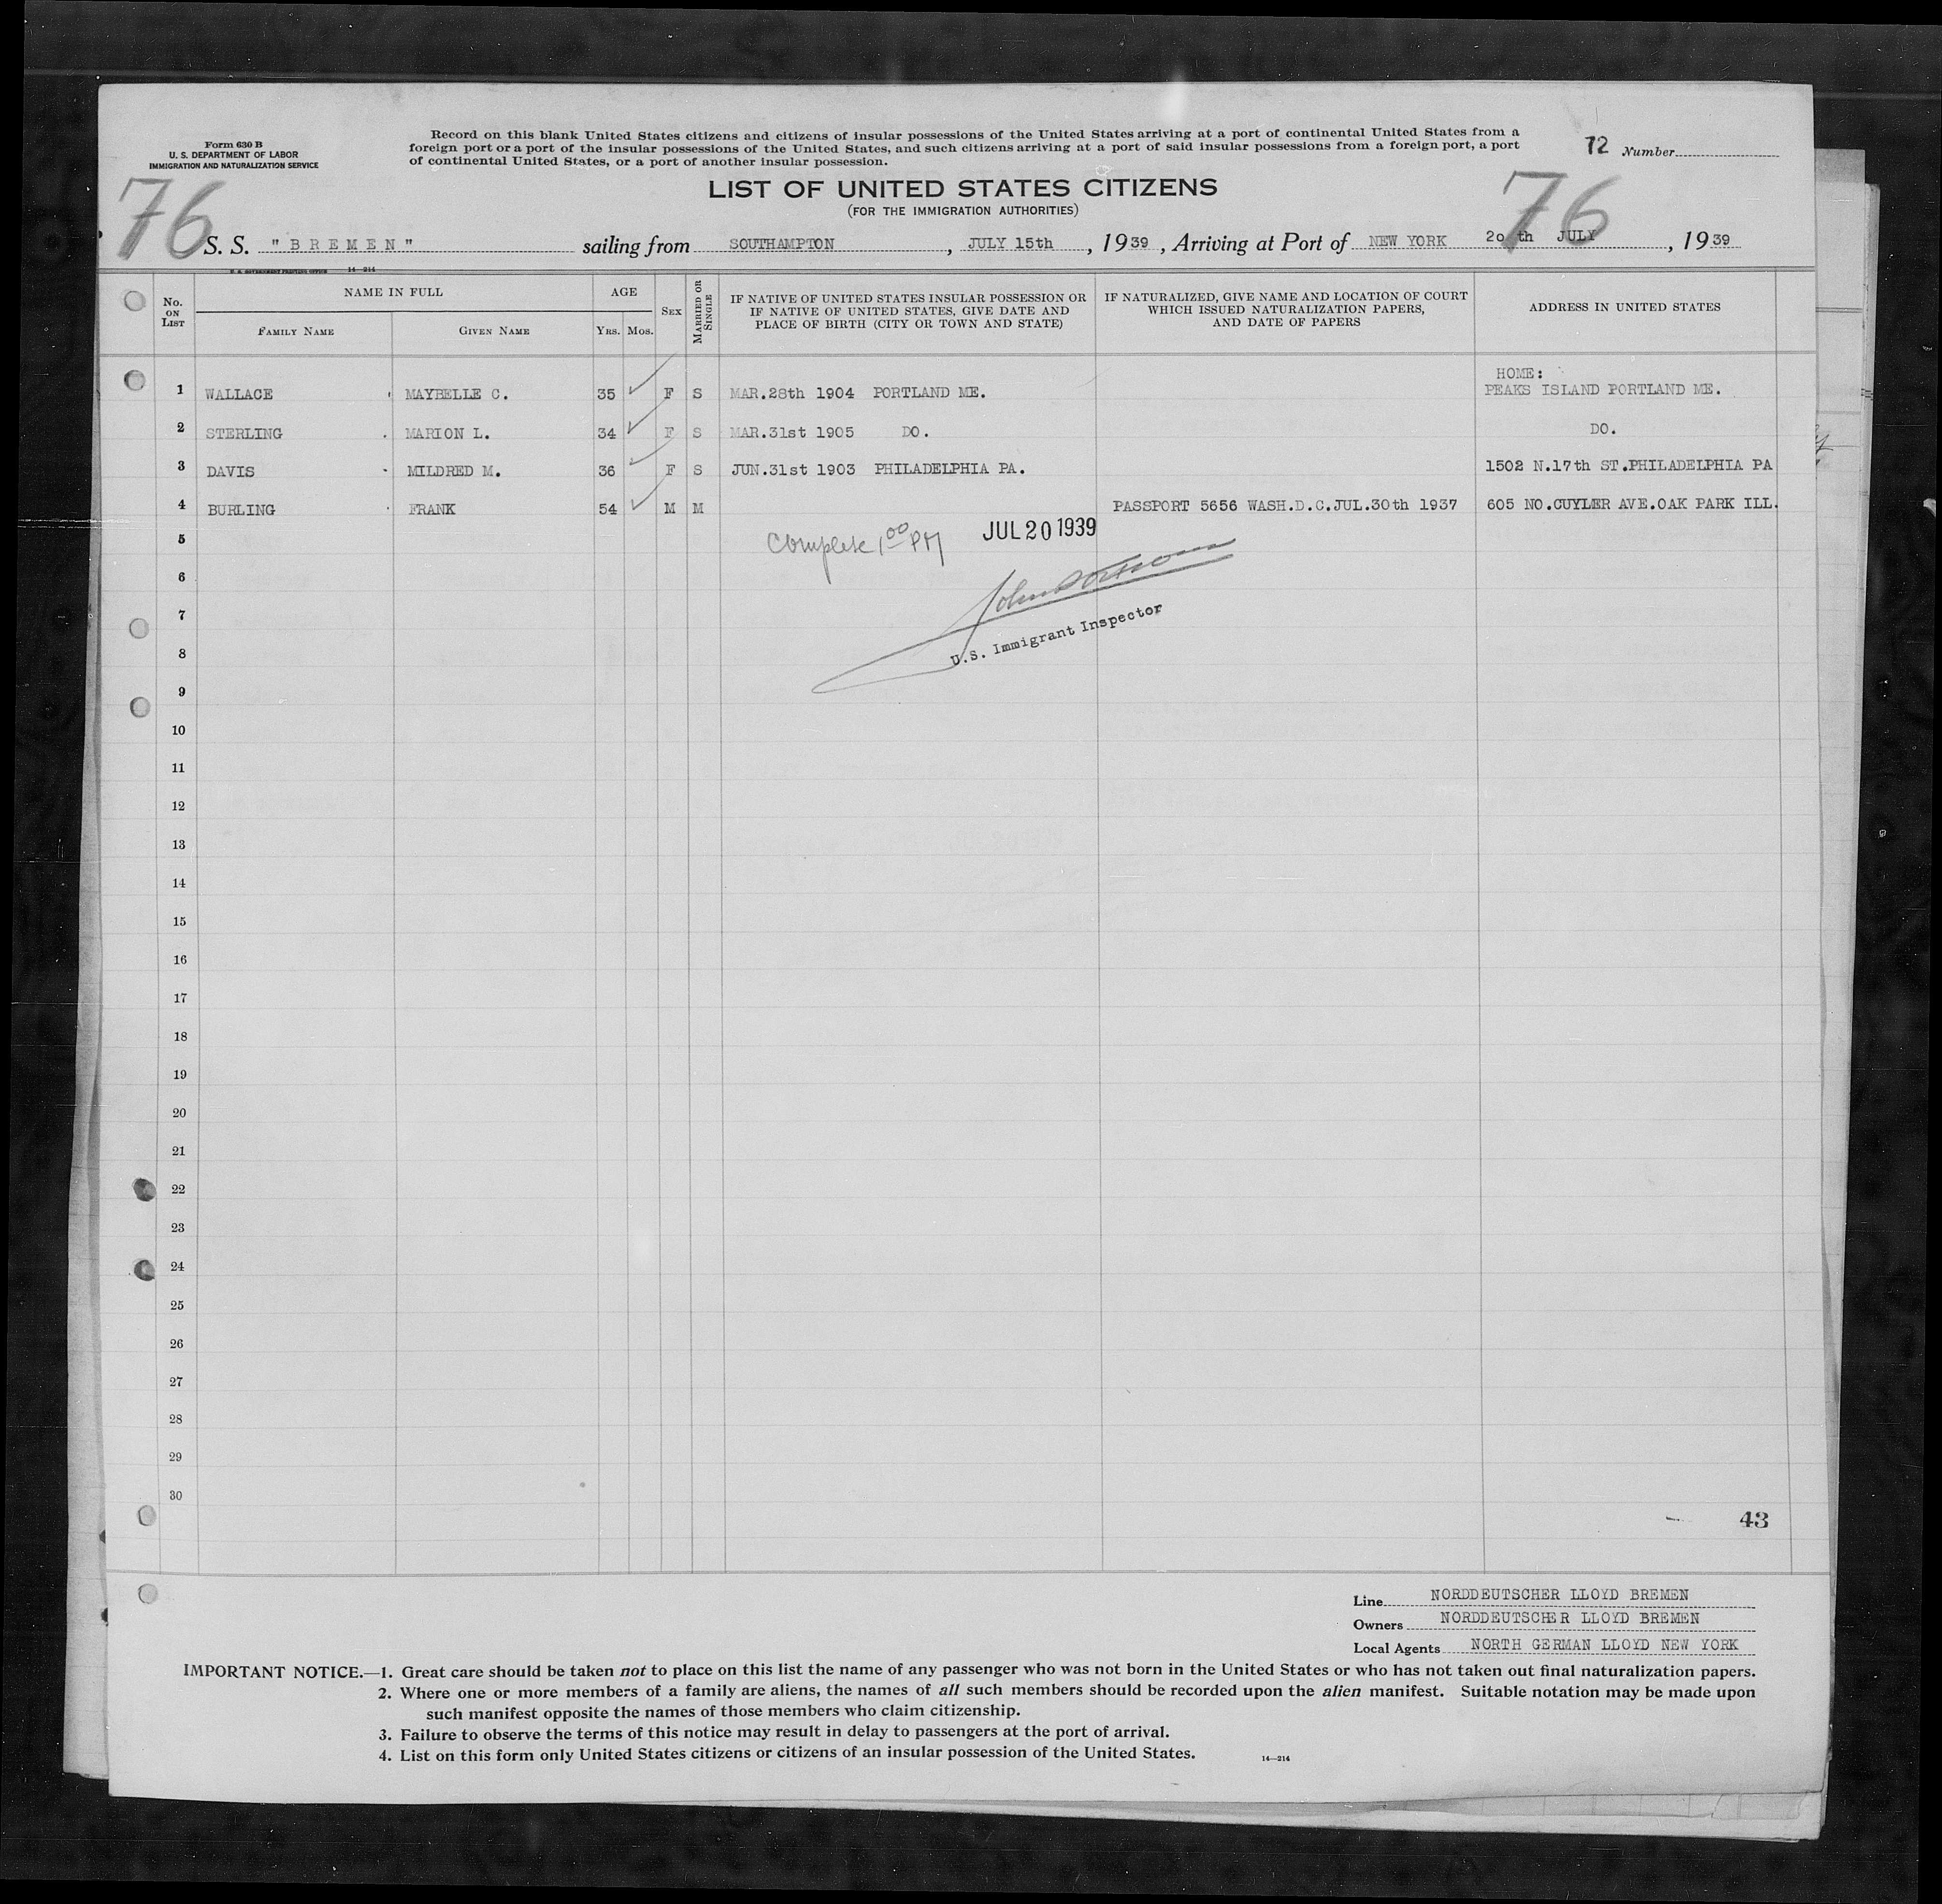 Form 630 B
U. S. DEPARTMENT OF LABOR
IMMIGRATION AND NATURALIZATION SERVICE
Record on this blank United States citizens and citizens of insular possessions of the United States arriving at a port of continental United States from a
foreign port or a port of the insular possessions of the United States, and such citizens arriving at a port of said insular possessions from a foreign port, a port
of continental United States, or a port of another insular possession.
72 Number
LIST OF UNITED STATES CITIZENS
(FOR THE IMMIGRATION AUTHORITIES)
76
76
S. S. "BREMEN" sailing from SOUTHAMPTON, JULY 15th, 1939, Arriving at Port of NEW YORK 20 th JULY, 1939
U. S. GOVERNMENT PRINTING OFFICE 14—214
No. ON LIST
NAME IN FULL
FAMILY NAME
GIVEN NAME
AGE
YRS. MOS.
SEX
MARRIED OR SINGLE
IF NATIVE OF UNITED STATES INSULAR POSSESSION OR
IF NATIVE OF UNITED STATES, GIVE DATE AND
PLACE OF BIRTH (CITY OR TOWN AND STATE)
IF NATURALIZED, GIVE NAME AND LOCATION OF COURT
WHICH ISSUED NATURALIZATION PAPERS,
AND DATE OF PAPERS
ADDRESS IN UNITED STATES
HOME:
1 WALLACE MAYBELLE C. 35 F S MAR.28th 1904 PORTLAND ME. PEAKS ISLAND PORTLAND ME.
2 STERLING MARION L. 34 F S MAR.31st 1905 DO. DO.
3 DAVIS MILDRED M. 36 F S JUN.31st 1903 PHILADELPHIA PA. 1502 N.17th ST.PHILADELPHIA PA
4 BURLING FRANK 54 M M PASSPORT 5656 WASH.D.C.JUL.30th 1937 605 NO.CUYLER AVE.OAK PARK ILL.
5 Complete 1 00 PM JUL 20 1939
6
7
U.S. Immigrant Inspector
8
9
10
11
12
13
14
15
16
17
18
19
20
21
22
23
24
25
26
27
28
29
30
43
Line NORDDEUTSCHER LLOYD BREMEN
Owners NORDDEUTSCHER LLOYD BREMEN
Local Agents NORTH GERMAN LLOYD NEW YORK
IMPORTANT NOTICE.—1. Great care should be taken not to place on this list the name of any passenger who was not born in the United States or who has not taken out final naturalization papers.
2. Where one or more members of a family are aliens, the names of all such members should be recorded upon the alien manifest. Suitable notation may be made upon
such manifest opposite the names of those members who claim citizenship.
3. Failure to observe the terms of this notice may result in delay to passengers at the port of arrival.
4. List on this form only United States citizens or citizens of an insular possession of the United States.
14—214